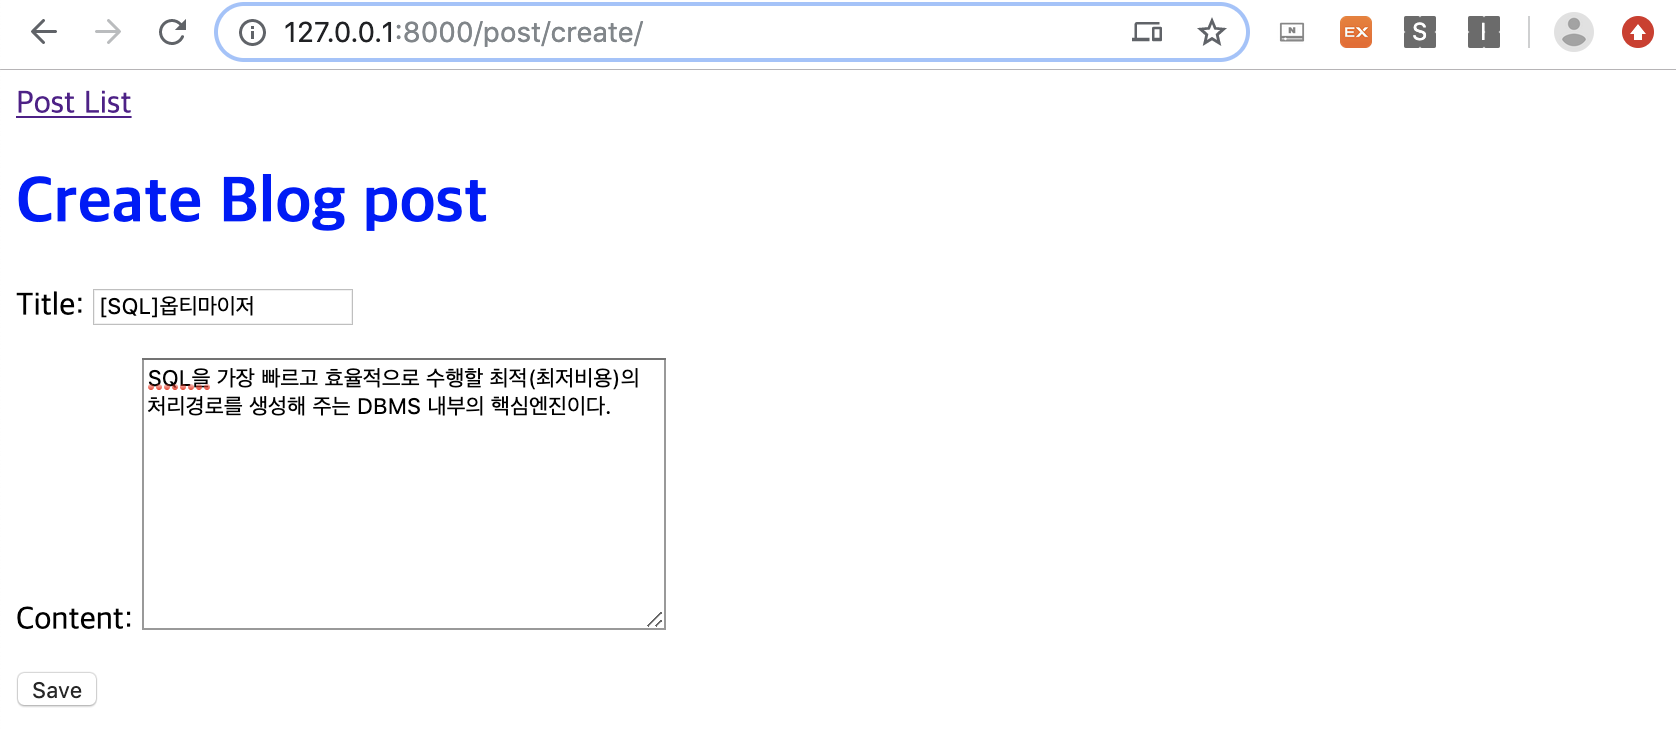 127.0.0.1:8000/post/create/
N EX S I
Post List
Create Blog post
Title: [SQL]옵티마이저
SQL을 가장 빠르고 효율적으로 수행할 최적(최저비용)의
처리경로를 생성해 주는 DBMS 내부의 핵심엔진이다.
Content:
Save